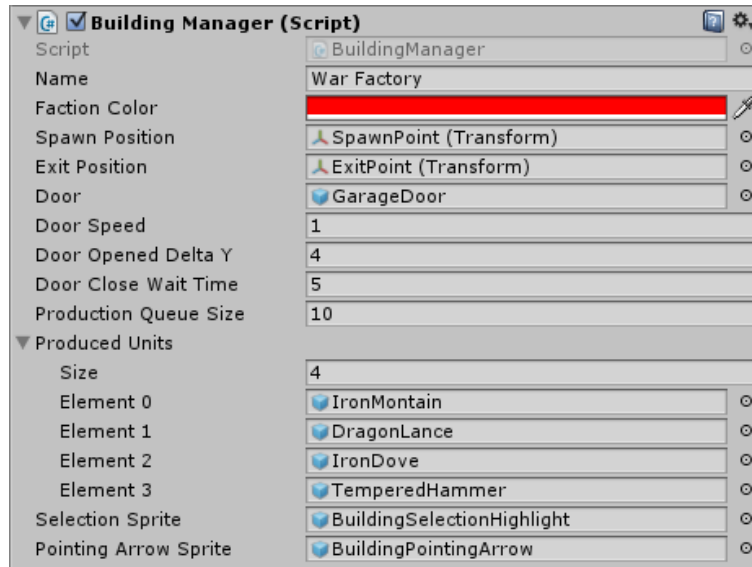 Building Manager (Script)
Script BuildingManager
Name War Factory
Faction Color
Spawn Position SpawnPoint (Transform)
Exit Position ExitPoint (Transform)
Door GarageDoor
Door Speed 1
Door Opened Delta Y 4
Door Close Wait Time 5
Production Queue Size 10
Produced Units
Size 4
Element 0 IronMontain
Element 1 DragonLance
Element 2 IronDove
Element 3 TemperedHammer
Selection Sprite BuildingSelectionHighlight
Pointing Arrow Sprite BuildingPointingArrow